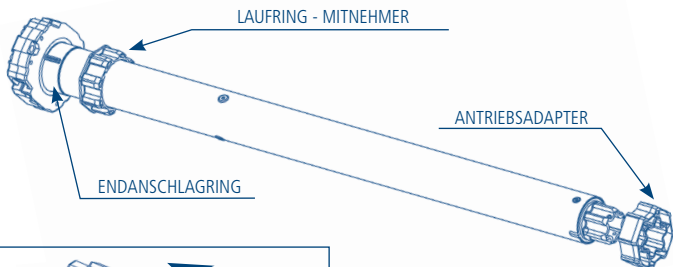 LAUFRING - MITNEHMER
ANTRIEBSADAPTER
ENDANSCHLAGRING